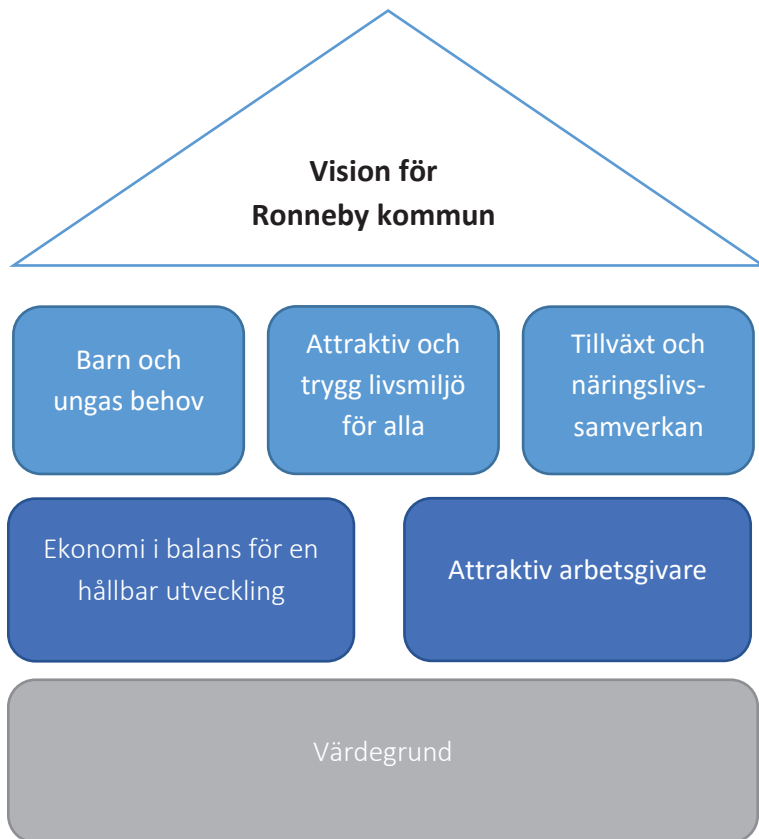 Vision för
Ronneby kommun
Barn och
ungas behov
Attraktiv och
trygg livsmiljö
för alla
Tillväxt och
näringslivs-
samverkan
Ekonomi i balans för en
hållbar utveckling
Attraktiv arbetsgivare
Värdegrund